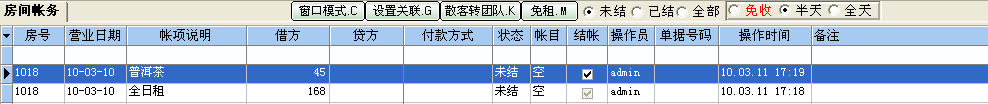 房间帐务 窗口模式.C 设置关联.G 散客转团队.K 免租.M 未结 已结 全部 免收 半天 全天
房号 营业日期 帐项说明 借方 贷方 付款方式 状态 帐目 结帐 操作员 单据号码 操作时间 备注
1018 10-03-10 普洱茶 45 未结 空 admin 10.03.11 17:19
1018 10-03-10 全日租 168 未结 空 admin 10.03.11 17:18